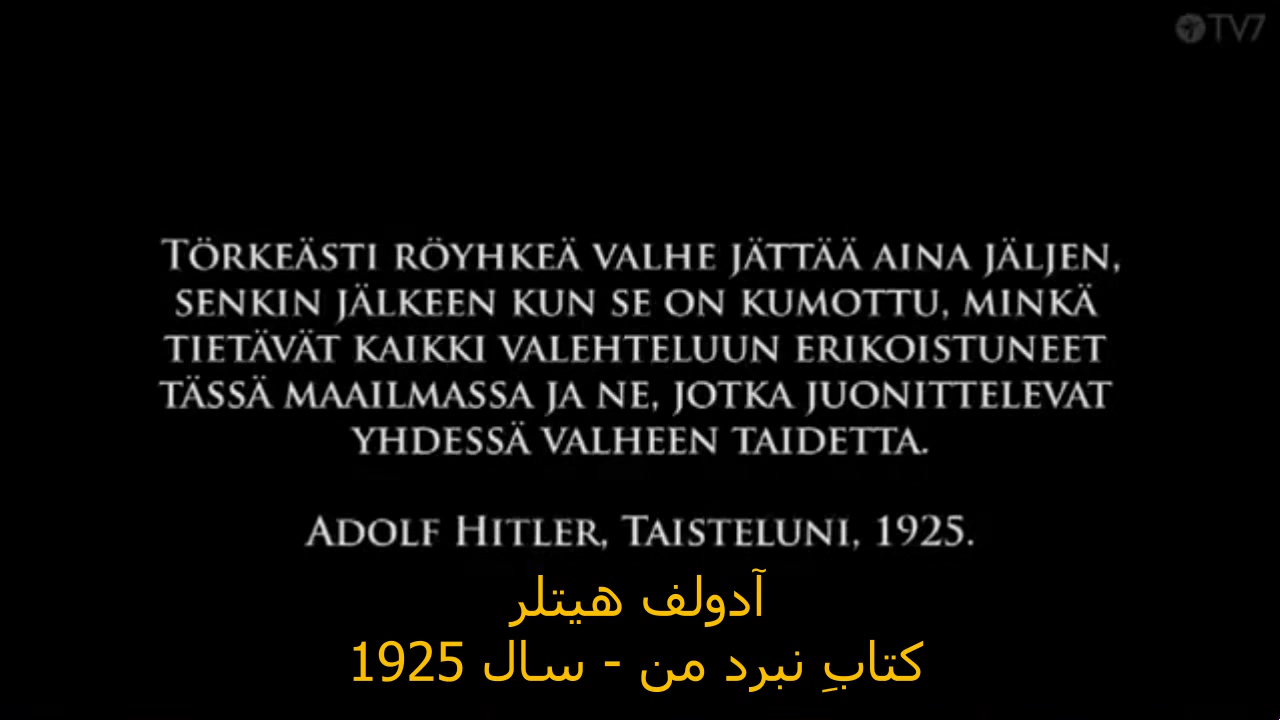 TV7
TÖRKEÄSTI RÖYHKEÄ VALHE JÄTTÄÄ AINA JÄLJEN,
SENKIN JÄLKEEN KUN SE ON KUMOTTU, MINKÄ
TIETÄVÄT KAIKKI VALEHTELUUN ERIKOISTUNEET
TÄSSÄ MAAILMASSA JA NE, JOTKA JUONITTELEVAT
YHDESSÄ VALHEEN TAIDETTA.
ADOLF HITLER, TAISTELUNI, 1925.
آدولف هیتلر
کتابِ نبرد من - سال 1925